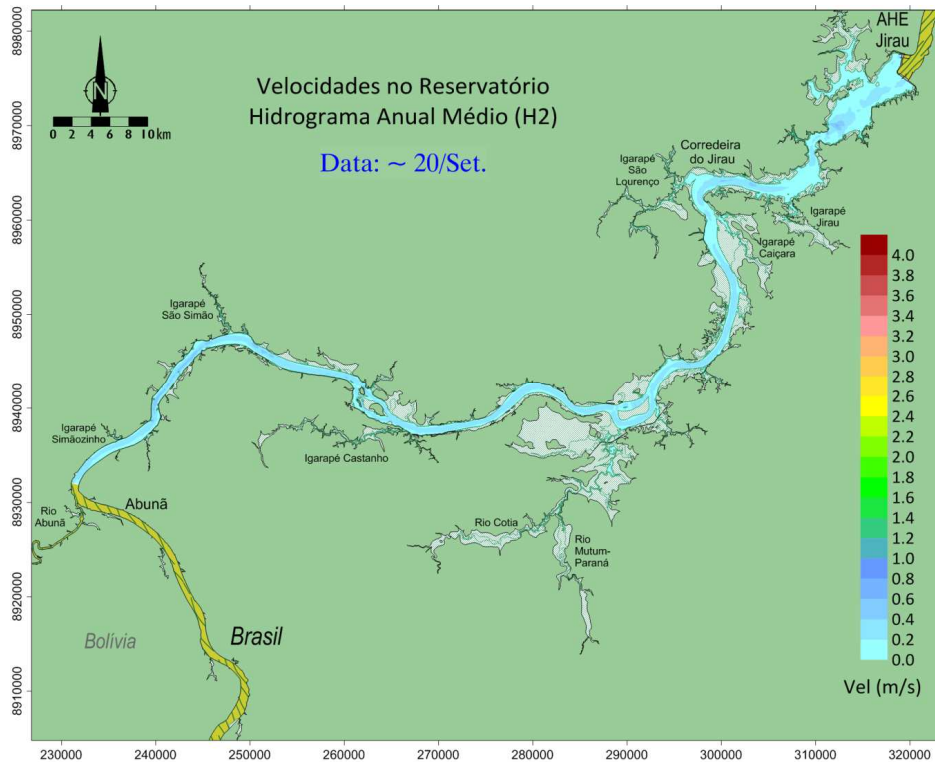 8980000
8970000
8960000
8950000
8940000
8930000
8920000
8910000
N
0 2 4 6 8 10 km
Velocidades no Reservatório
Hidrograma Anual Médio (H2)
Data: ~ 20/Set.
AHE
Jirau
Corredeira
do Jirau
Igarapé
São
Lourenço
Igarapé
Jirau
Igarapé
Caiçara
Igarapé
São Simão
Igarapé
Simãozinho
Igarapé Castanho
Rio
Abunã
Abunã
Rio Cotia
Rio
Mutum-
Paraná
Bolívia
Brasil
4.0
3.8
3.6
3.4
3.2
3.0
2.8
2.6
2.4
2.2
2.0
1.8
1.6
1.4
1.2
1.0
0.8
0.6
0.4
0.2
0.0
Vel (m/s)
230000 240000 250000 260000 270000 280000 290000 300000 310000 320000